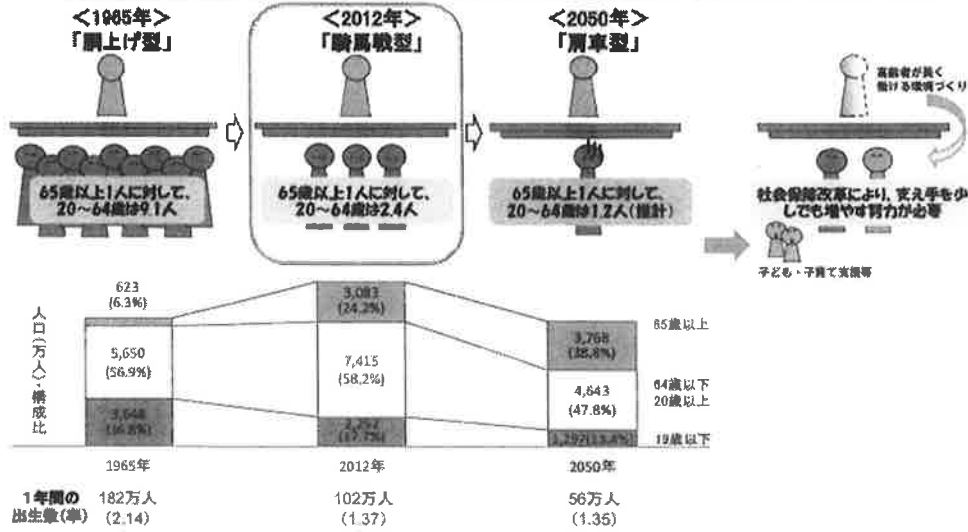 ＜1965年＞
「胴上げ型」
＜2012年＞
「騎馬戦型」
＜2050年＞
「肩車型」
高齢者が長く
働ける環境づくり
65歳以上1人に対して、
20～64歳は9.1人
65歳以上1人に対して、
20～64歳は2.4人
65歳以上1人に対して、
20～64歳は1.2人(推計)
社会保障改革により、支え手を少
しでも増やす努力が必要
子ども・子育て支援等
人口(万人)・構成比
623
(6.3%)
5,650
(56.9%)
3,648
(36.8%)
3,083
(24.2%)
7,415
(58.2%)
2,252
(17.7%)
3,768
(38.8%)
4,643
(47.8%)
1,297(13.4%)
65歳以上
64歳以下
20歳以上
19歳以下
1965年
2012年
2050年
1年間の
出生数(率)
182万人
(2.14)
102万人
(1.37)
56万人
(1.35)